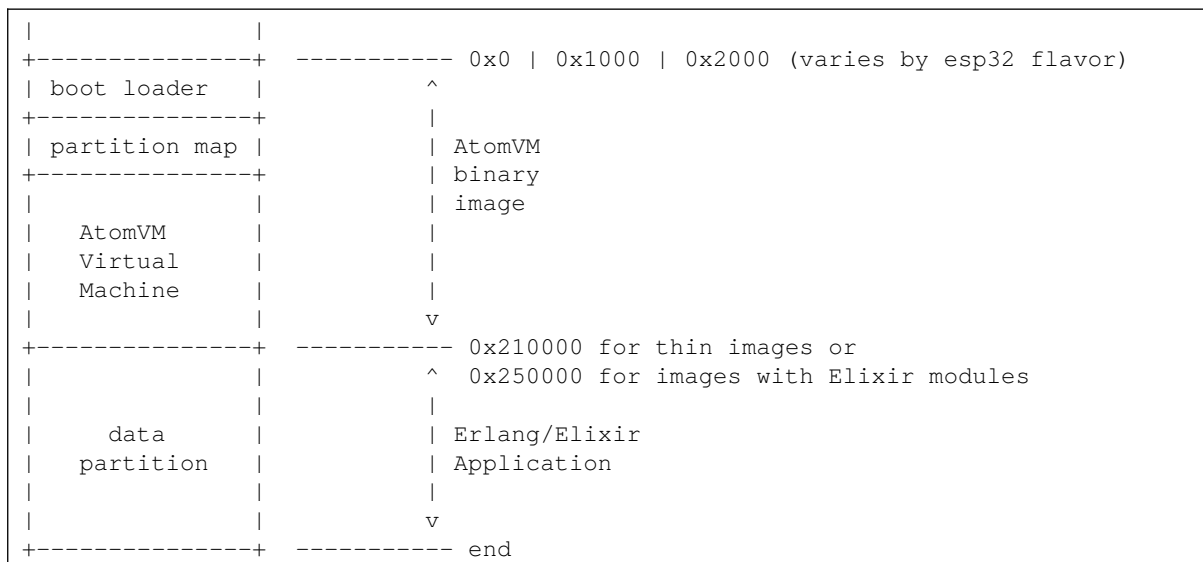 |               |
+---------------+  ----------- 0x0 | 0x1000 | 0x2000 (varies by esp32 flavor)
| boot loader   |           ^
+---------------+           |
| partition map |           | AtomVM
+---------------+           | binary
|               |           | image
|   AtomVM      |           |
|   Virtual     |           |
|   Machine     |           |
|               |           v
+---------------+  ----------- 0x210000 for thin images or
|               |           ^  0x250000 for images with Elixir modules
|               |           |
|     data      |           | Erlang/Elixir
|   partition   |           | Application
|               |           |
|               |           v
+---------------+  ----------- end